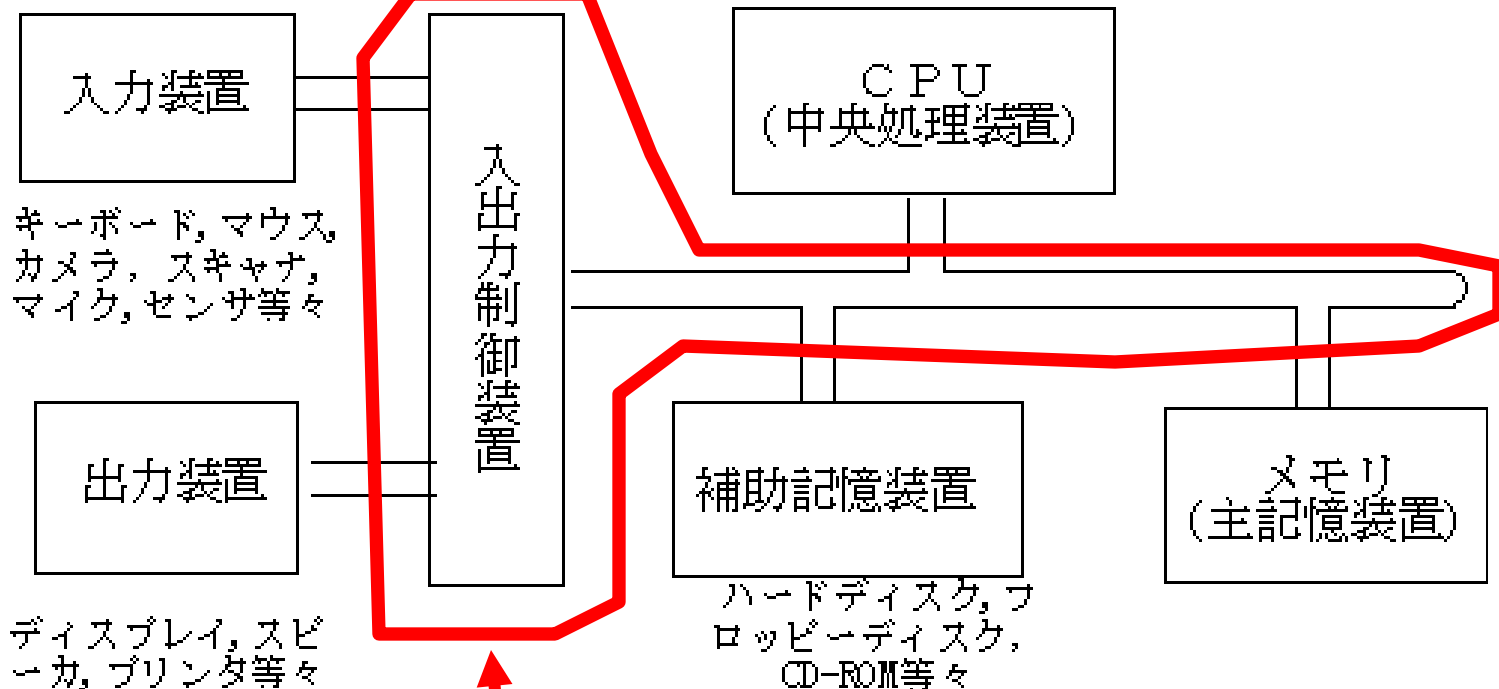 入力装置
キーボード,マウス,
カメラ, スキャナ,
マイク,センサ等々
出力装置
ディスプレイ,スピ
ーカ,プリンタ等々
入出力制御装置
CPU
(中央処理装置)
補助記憶装置
ハードディスク,フ
ロッピーディスク,
CD-ROM等々
メモリ
(主記憶装置)